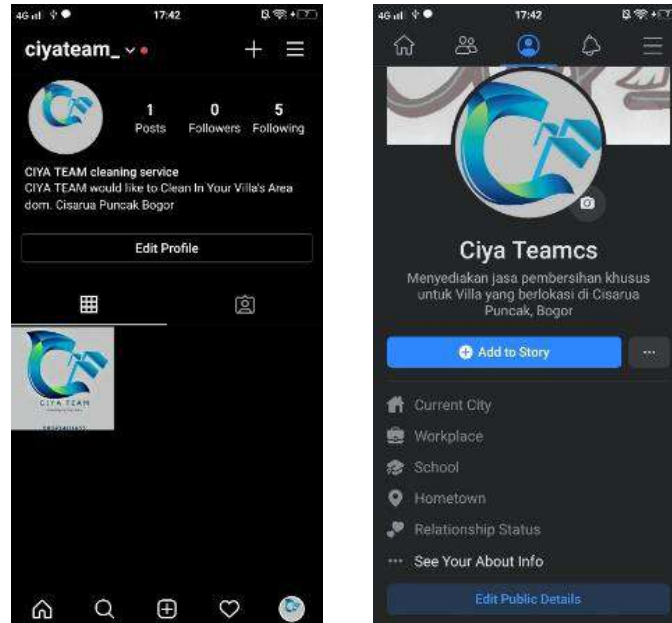 4G 17:42
ciyateam_
1 0 5
Posts Followers Following
CIYA TEAM cleaning service
CIYA TEAM would like to Clean In Your Villa's Area
dom. Cisarua Puncak Bogor
Edit Profile
CIYA TEAM
4G 17:42
Ciya Teamcs
Menyediakan jasa pembersihan khusus
untuk Villa yang berlokasi di Cisarua
Puncak, Bogor
Add to Story
Current City
Workplace
School
Hometown
Relationship Status
See Your About Info
Edit Public Details